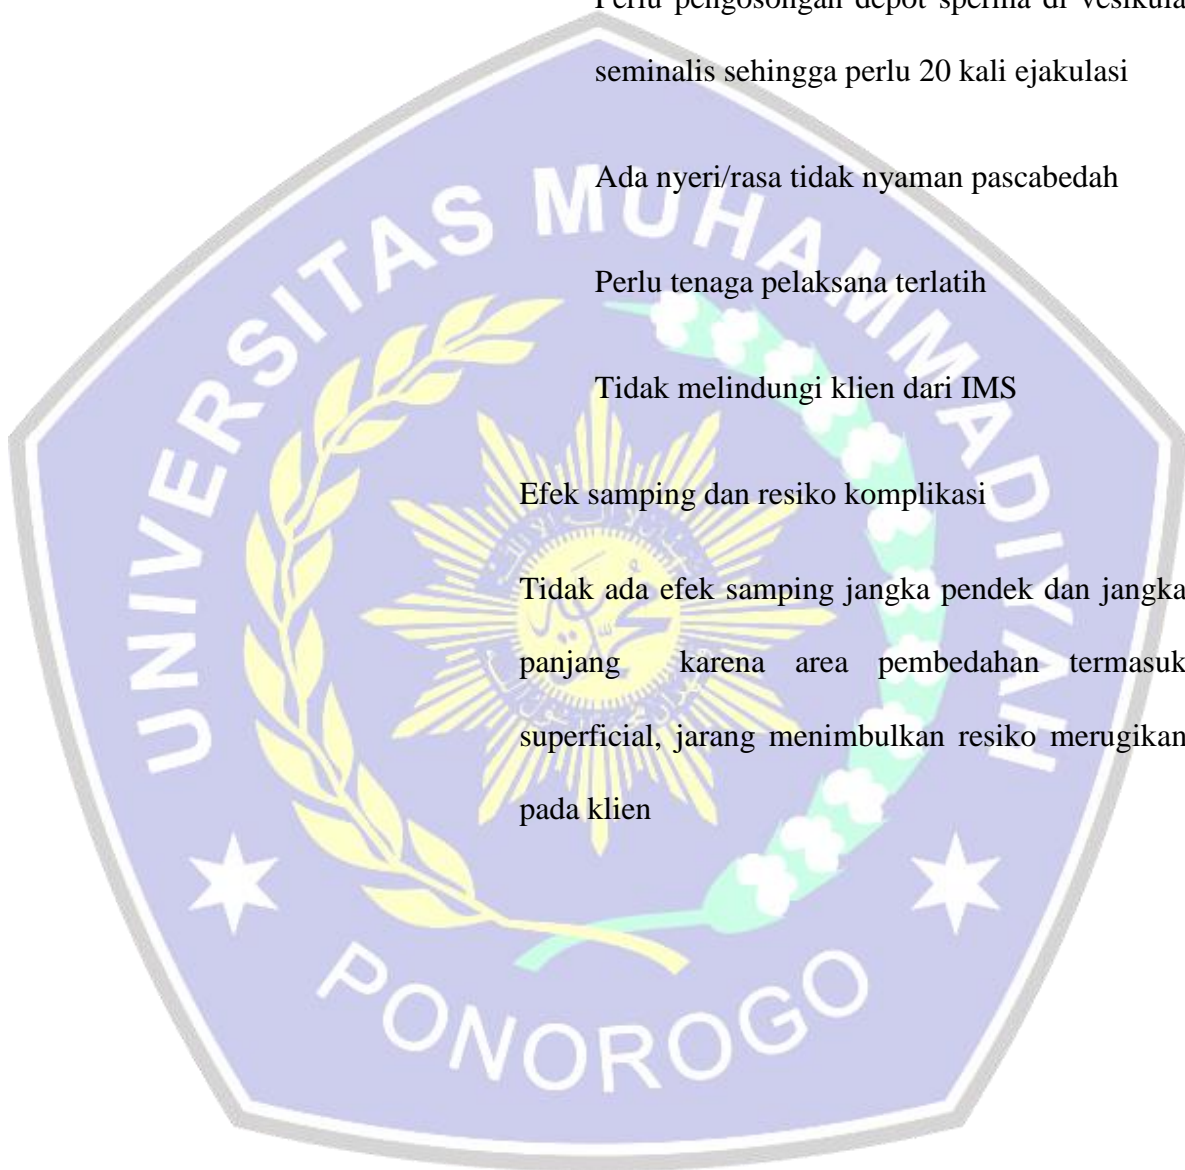 Perlu pengosongan depot sperma di vesikula
seminalis sehingga perlu 20 kali ejakulasi
Ada nyeri/rasa tidak nyaman pascabedah
Perlu tenaga pelaksana terlatih
Tidak melindungi klien dari IMS
Efek samping dan resiko komplikasi
Tidak ada efek samping jangka pendek dan jangka
panjang karena area pembedahan termasuk
superficial, jarang menimbulkan resiko merugikan
pada klien
UNIVERSITAS MUHAMMADIYAH
PONOROGO